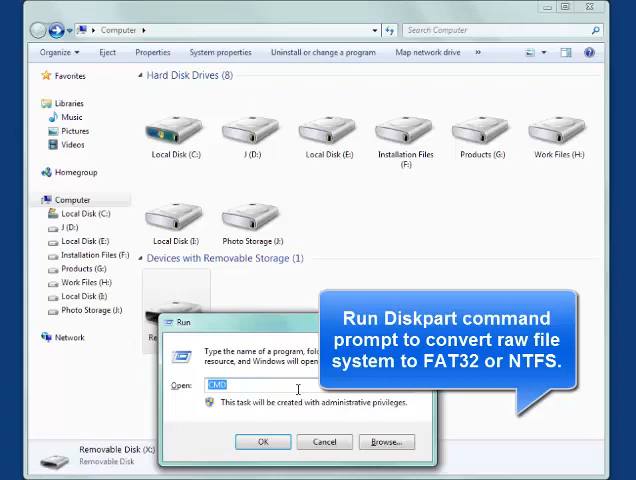 Computer
Search Computer
Organize
Eject
Properties
System properties
Uninstall or change a program
Map network drive
»
Favorites
Libraries
Music
Pictures
Videos
Homegroup
Computer
Local Disk (C:)
J (D:)
Local Disk (E:)
Installation Files (F:)
Products (G:)
Work Files (H:)
Local Disk (I:)
Photo Storage (J:)
Network
Hard Disk Drives (8)
Local Disk (C:)
J (D:)
Local Disk (E:)
Installation Files
(F:)
Products (G:)
Work Files (H:)
Local Disk (I:)
Photo Storage (J:)
Devices with Removable Storage (1)
Run
Type the name of a program,
resource, and Windows will open
Open:
CMD
This task will be created with administrative privileges.
OK
Cancel
Browse...
Run Diskpart command
prompt to convert raw file
system to FAT32 or NTFS.
Removable Disk (X:)
Removable Disk